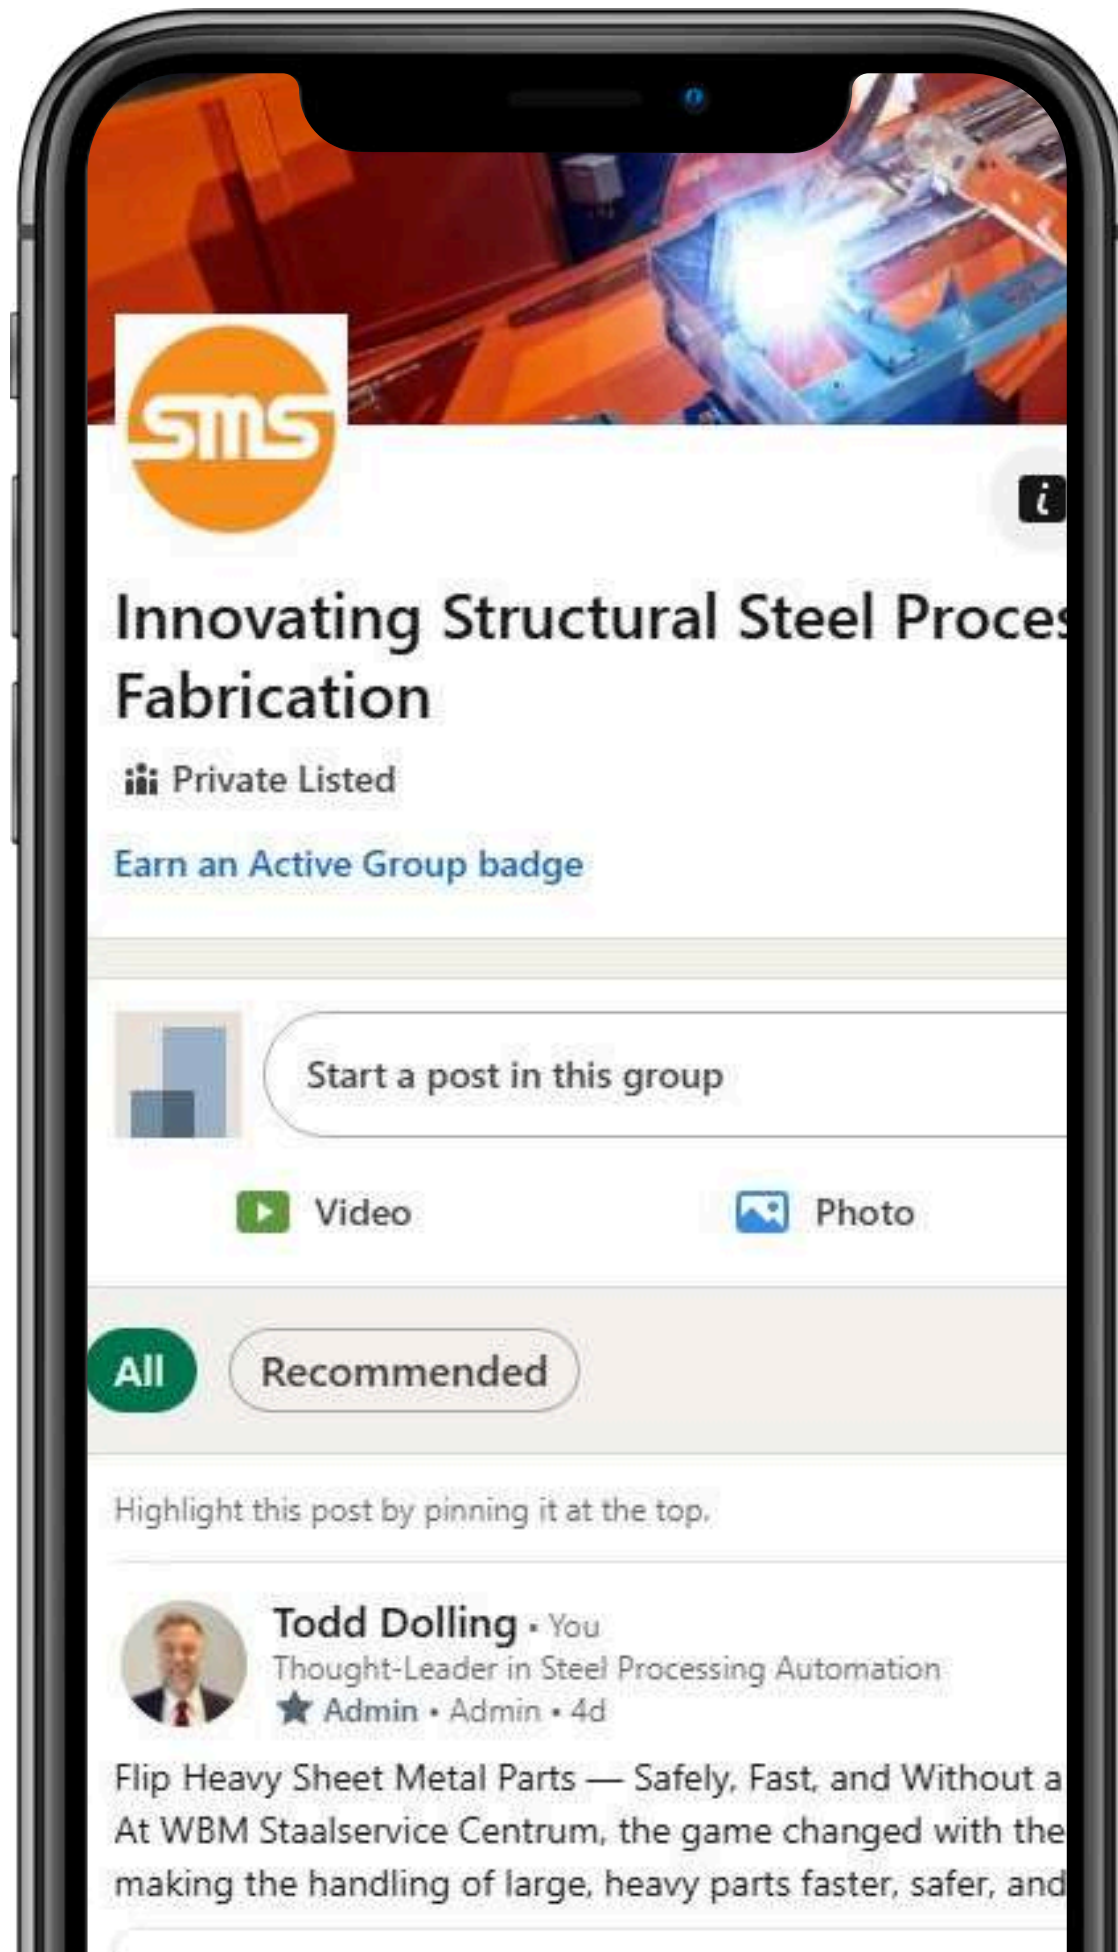 sms
Innovating Structural Steel Proces
Fabrication
Private Listed
Earn an Active Group badge
Start a post in this group
Video
Photo
All
Recommended
Highlight this post by pinning it at the top.
Todd Dolling • You
Thought-Leader in Steel Processing Automation
Admin • Admin • 4d
Flip Heavy Sheet Metal Parts — Safely, Fast, and Without a
At WBM Staalservice Centrum, the game changed with the
making the handling of large, heavy parts faster, safer, and